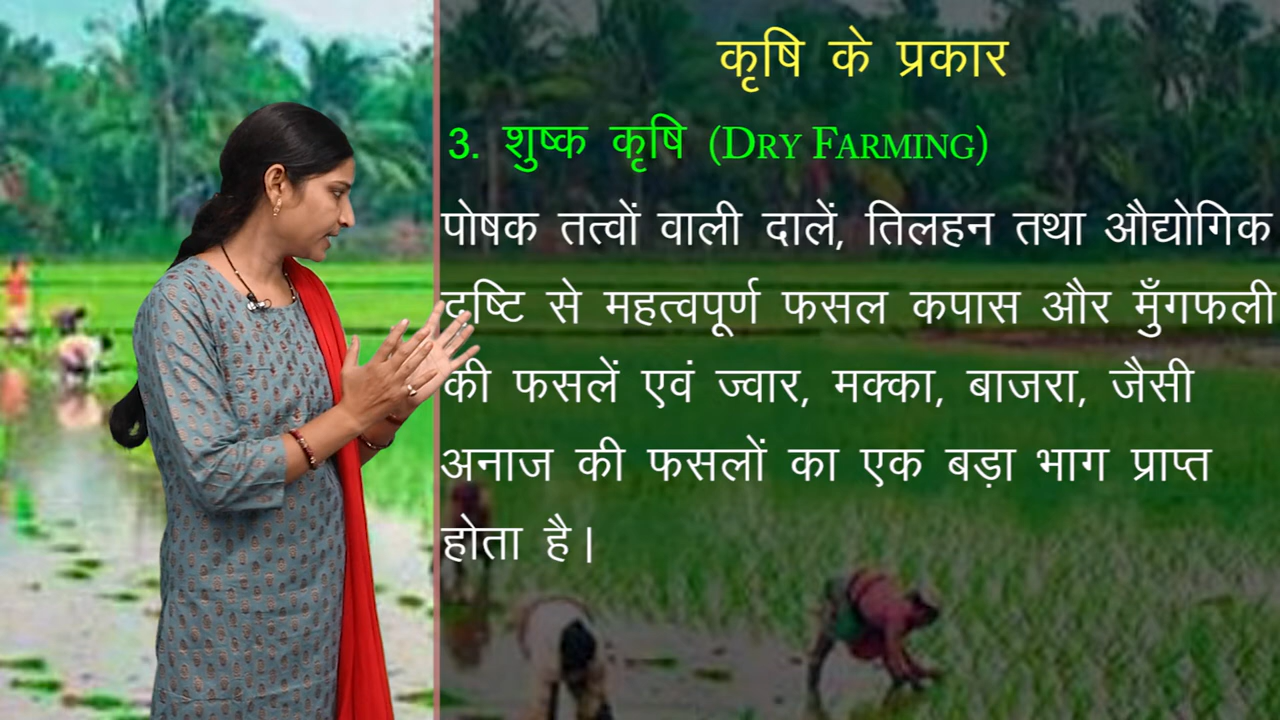 कृषि के प्रकार
3. शुष्क कृषि (DRY FARMING)
पोषक तत्वों वाली दालें, तिलहन तथा औद्योगिक
दृष्टि से महत्वपूर्ण फसल कपास और मुँगफली
की फसलें एवं ज्वार, मक्का, बाजरा, जैसी
अनाज की फसलों का एक बड़ा भाग प्राप्त
होता है।